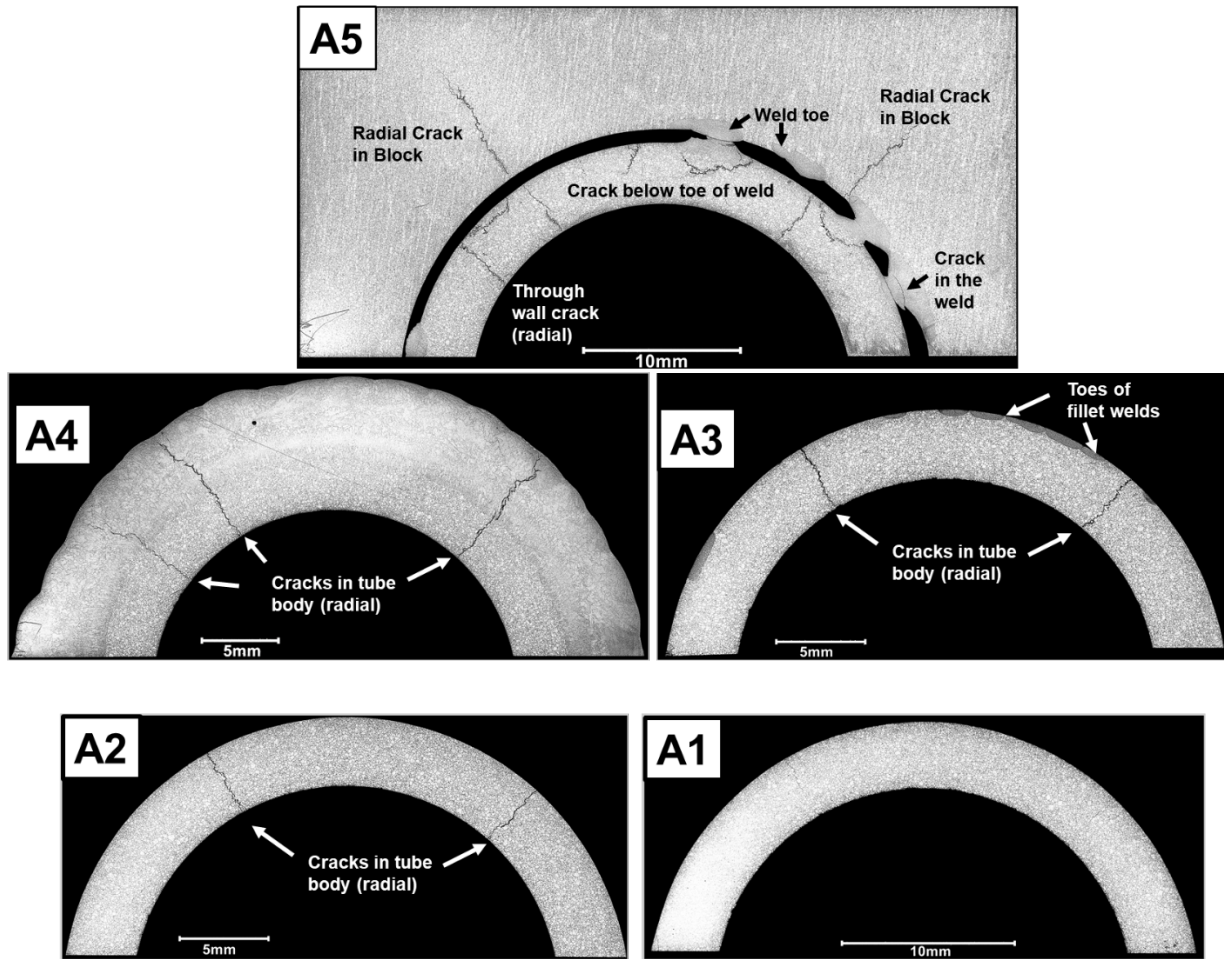 A5
Radial Crack
in Block
Weld toe
Radial Crack
in Block
Crack below toe of weld
Through
wall crack
(radial)
Crack
in the
weld
10mm
A4
Cracks in tube
body (radial)
5mm
A3
Toes of
fillet welds
Cracks in tube
body (radial)
5mm
A2
Cracks in tube
body (radial)
5mm
A1
10mm